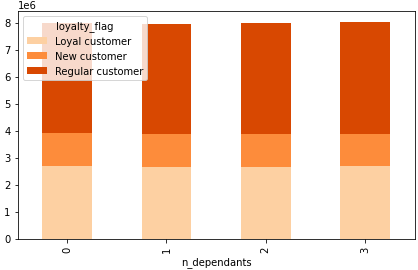 1e6
8
7
6
5
4
3
2
1
0
loyalty_flag
Loyal customer
New customer
Regular customer
0 1 2 3
n_dependants